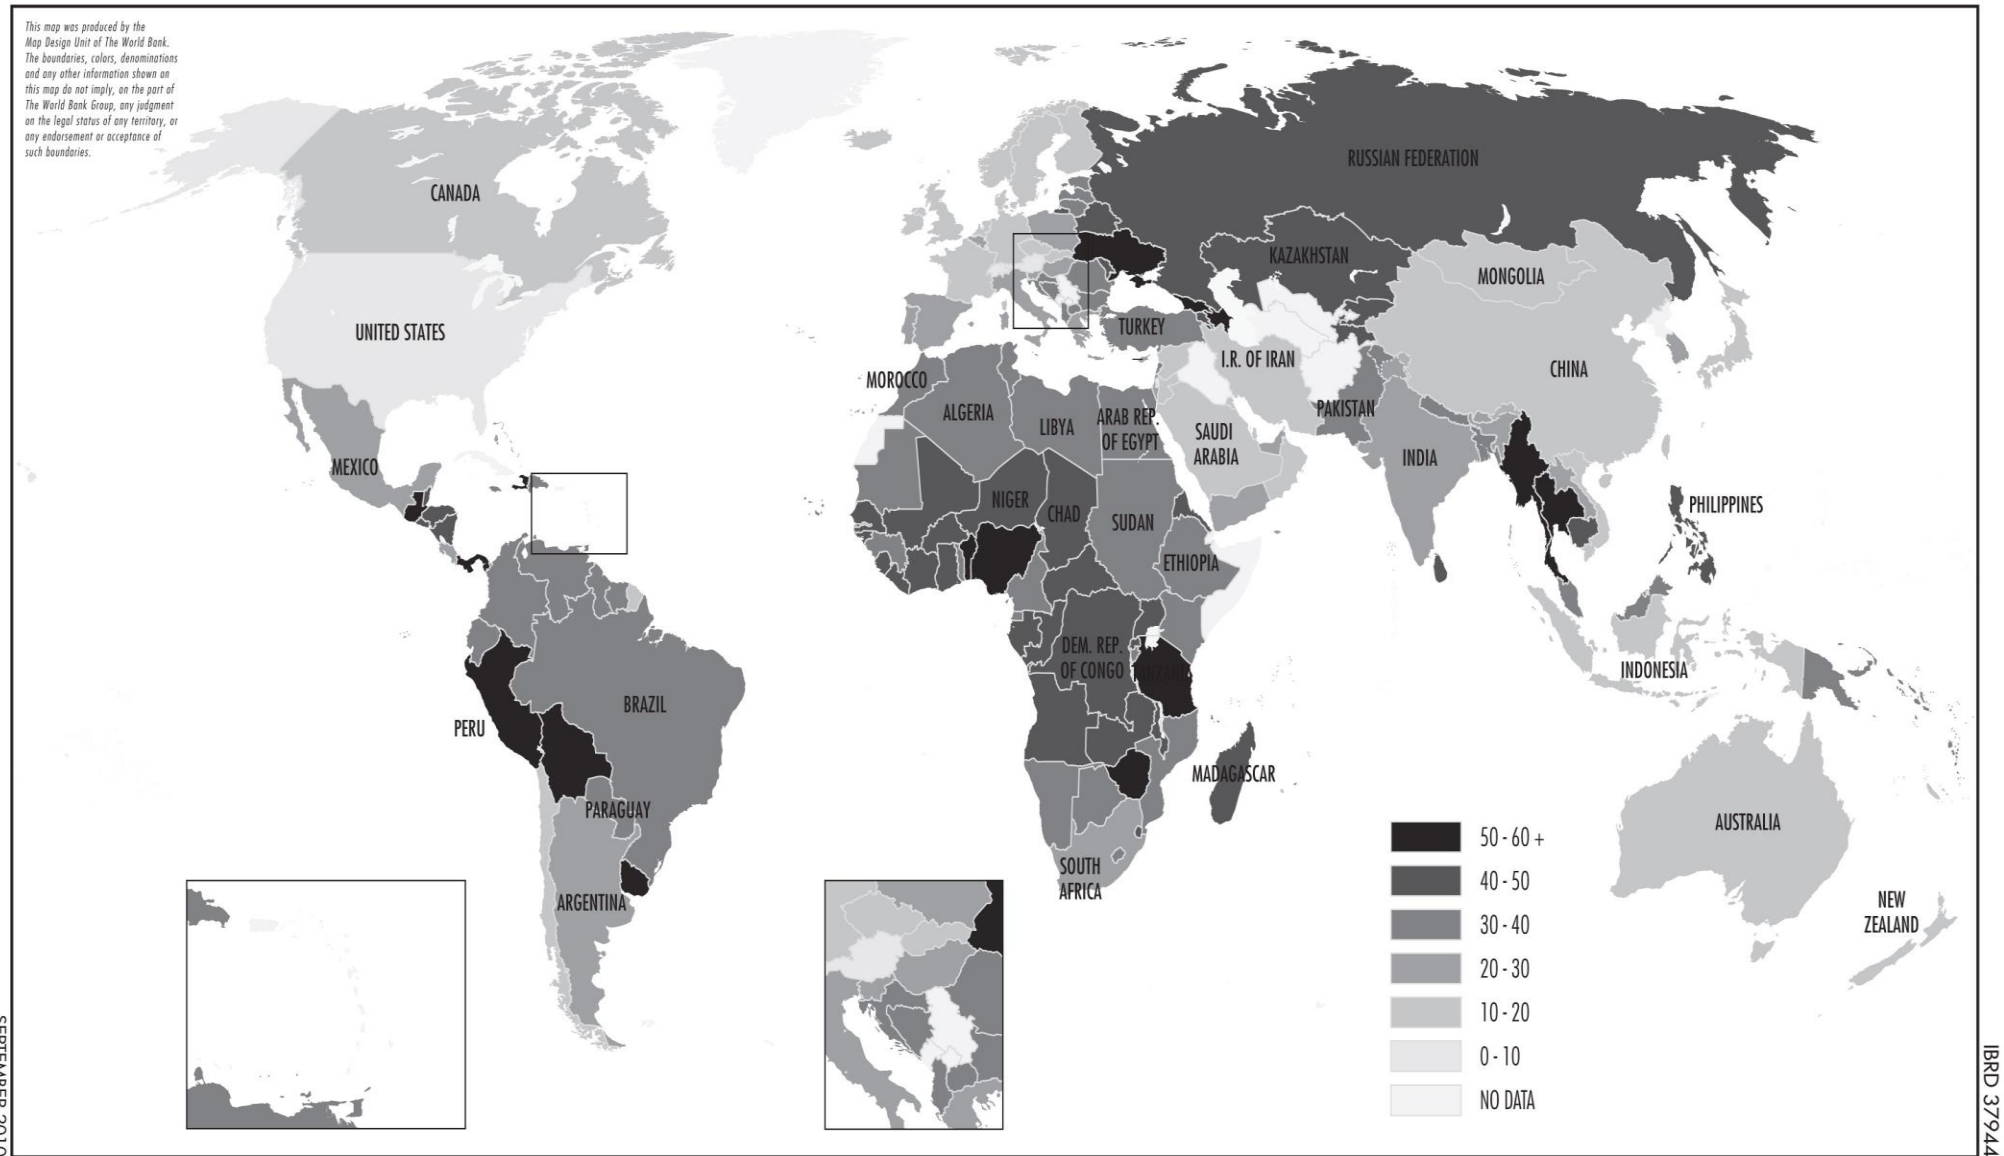 This map was produced by the
Map Design Unit of The World Bank.
The boundaries, colors, denominations
and any other information shown on
this map do not imply, on the part of
The World Bank Group, any judgment
on the legal status of any territory, or
any endorsement or acceptance of
such boundaries.
RUSSIAN FEDERATION
CANADA
KAZAKHSTAN
MONGOLIA
UNITED STATES
TURKEY
I.R. OF IRAN
CHINA
MOROCCO
ALGERIA
LIBYA
ARAB REP.
OF EGYPT
PAKISTAN
SAUDI
ARABIA
INDIA
MEXICO
NIGER
CHAD
SUDAN
PHILIPPINES
ETHIOPIA
DEM. REP.
OF CONGO
TANZANIA
INDONESIA
BRAZIL
PERU
MADAGASCAR
PARAGUAY
AUSTRALIA
SOUTH
AFRICA
ARGENTINA
NEW
ZEALAND
50 - 60 +
40 - 50
30 - 40
20 - 30
10 - 20
0 - 10
NO DATA
IBRD 37944
SEPTEMBER 2010